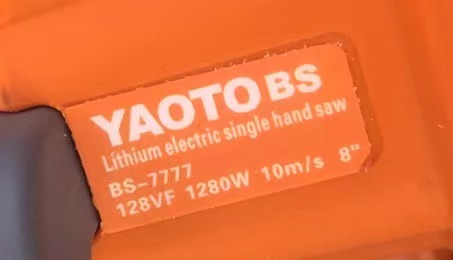 YAOTO BS
Lithium electric single hand saw
BS-7777
128VF 1280W 10m/s 8"